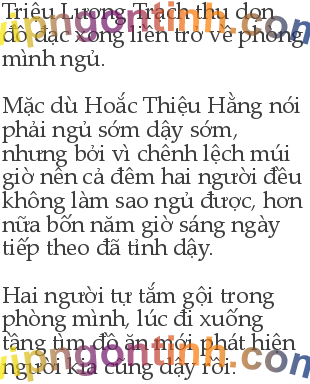 Triệu Lương Trạch thu dọn
đồ đạc xong liền trở về phòng
mình ngủ.
Mặc dù Hoắc Thiệu Hằng nói
phải ngủ sớm dậy sớm,
nhưng bởi vì chênh lệch múi
giờ nên cả đêm hai người đều
không làm sao ngủ được, hơn
nữa bốn năm giờ sáng ngày
tiếp theo đã tỉnh dậy.
Hai người tự tắm gội trong
phòng mình, lúc đi xuống
tầng tìm đồ ăn mới phát hiện
người kia cũng dậy rồi.
vipngontinh.com
vipngontinh.com